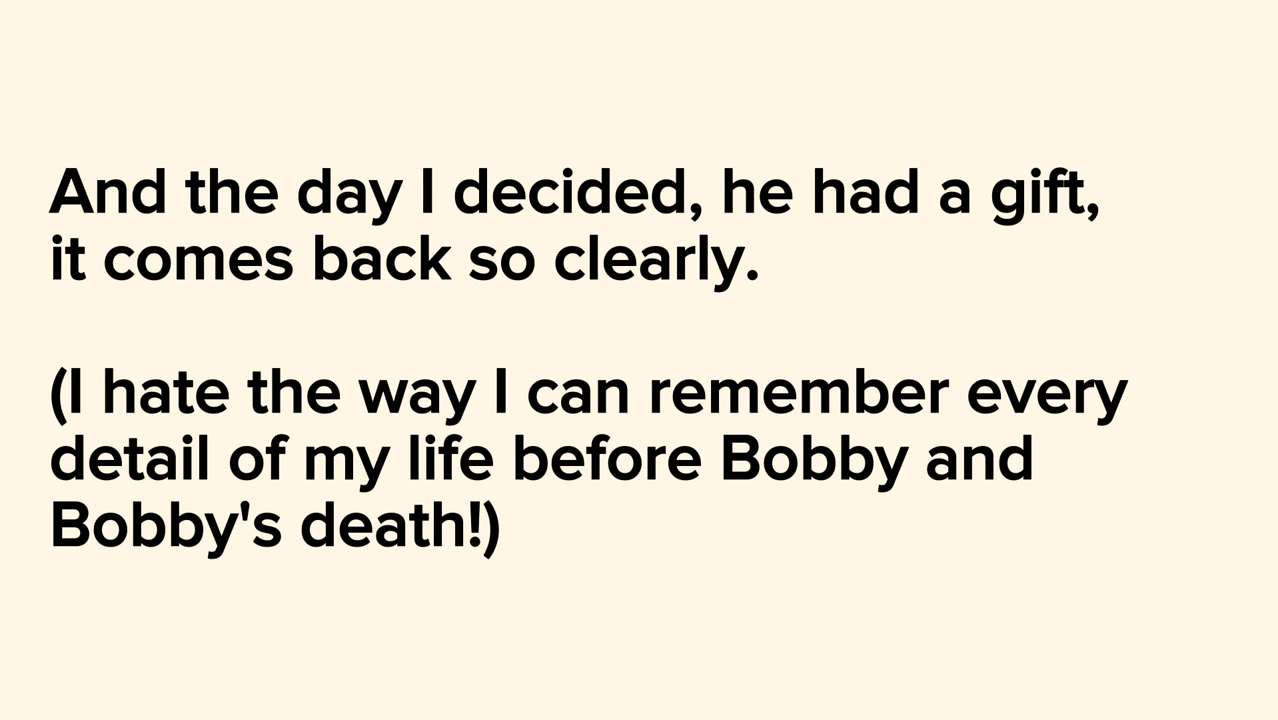 And the day I decided, he had a gift,
it comes back so clearly.
(I hate the way I can remember every
detail of my life before Bobby and
Bobby's death!)